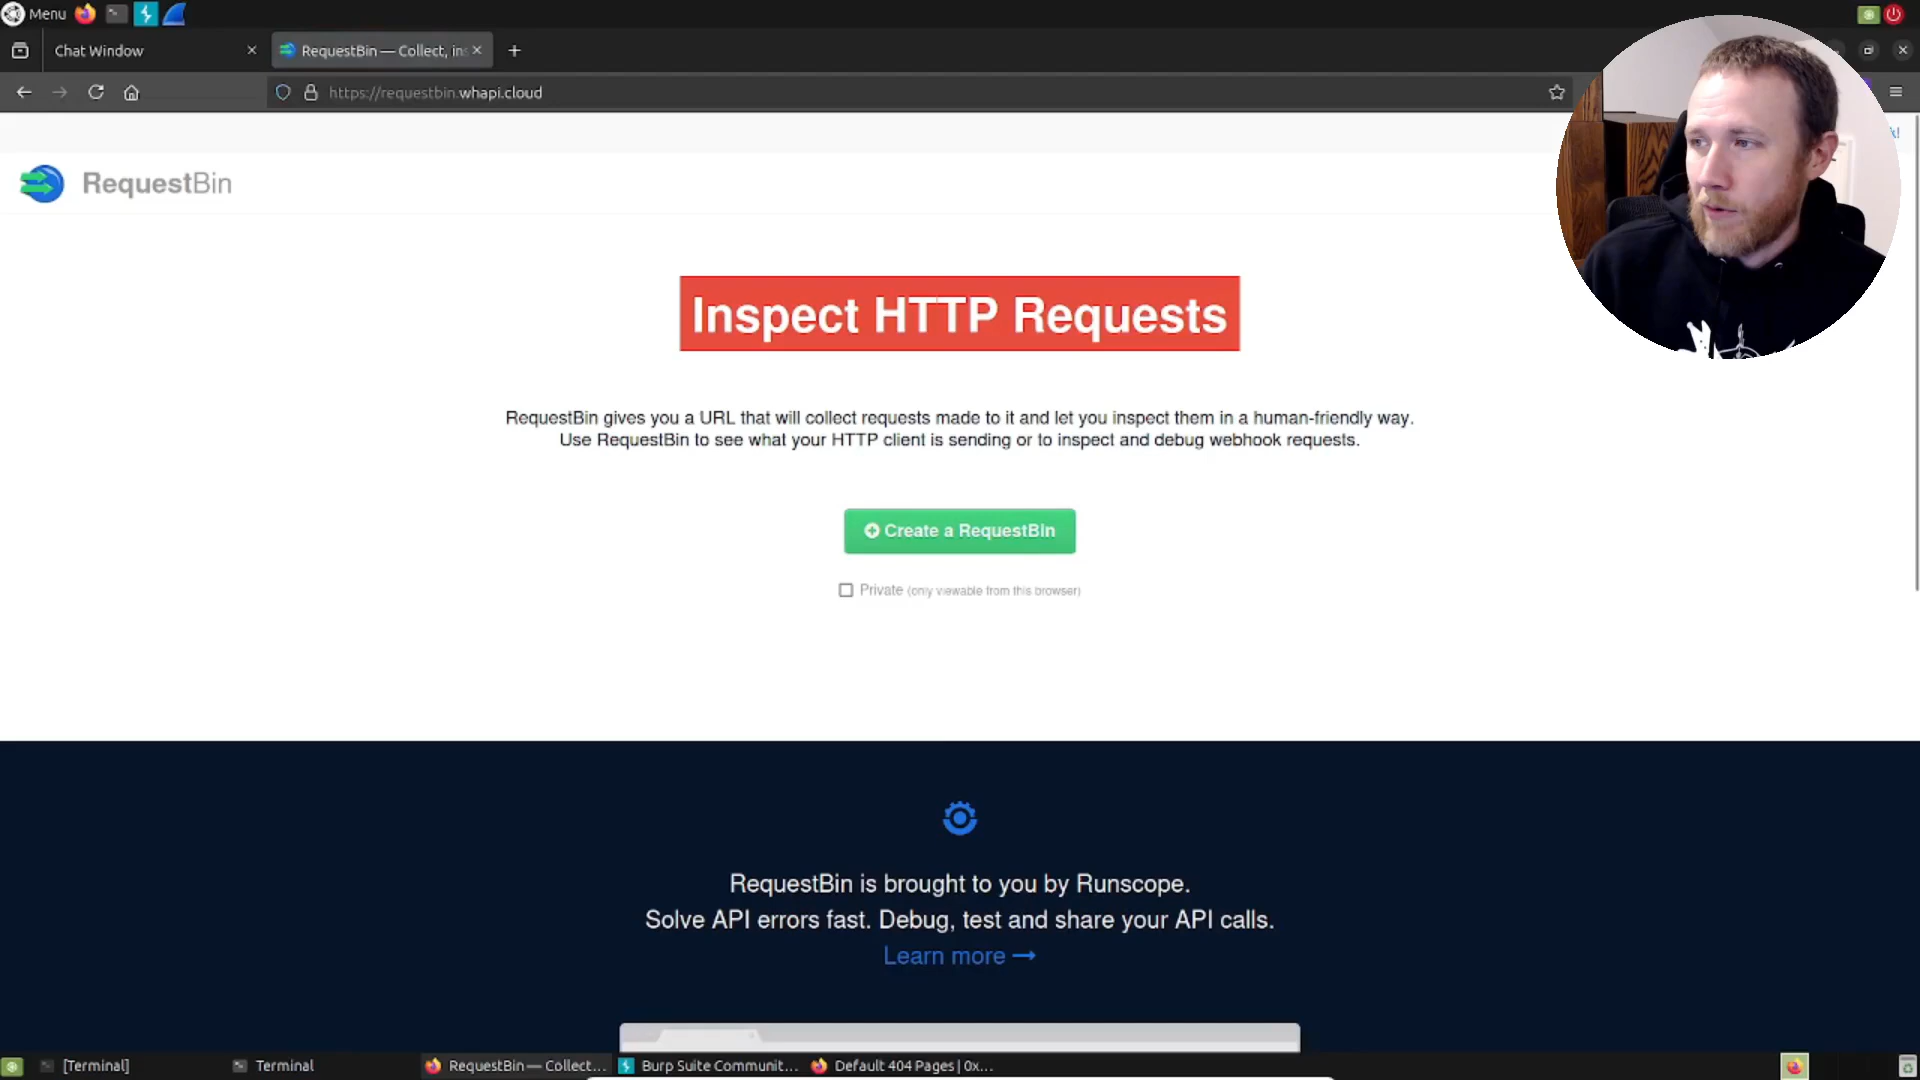 Menu
Chat Window
RequestBin — Collect, in
https://requestbin.whapi.cloud
RequestBin
Inspect HTTP Requests
RequestBin gives you a URL that will collect requests made to it and let you inspect them in a human-friendly way.
Use RequestBin to see what your HTTP client is sending or to inspect and debug webhook requests.
Create a RequestBin
Private (only viewable from this browser)
RequestBin is brought to you by Runscope.
Solve API errors fast. Debug, test and share your API calls.
Learn more →
[Terminal]
Terminal
RequestBin — Collect...
Burp Suite Communit...
Default 404 Pages | 0x...